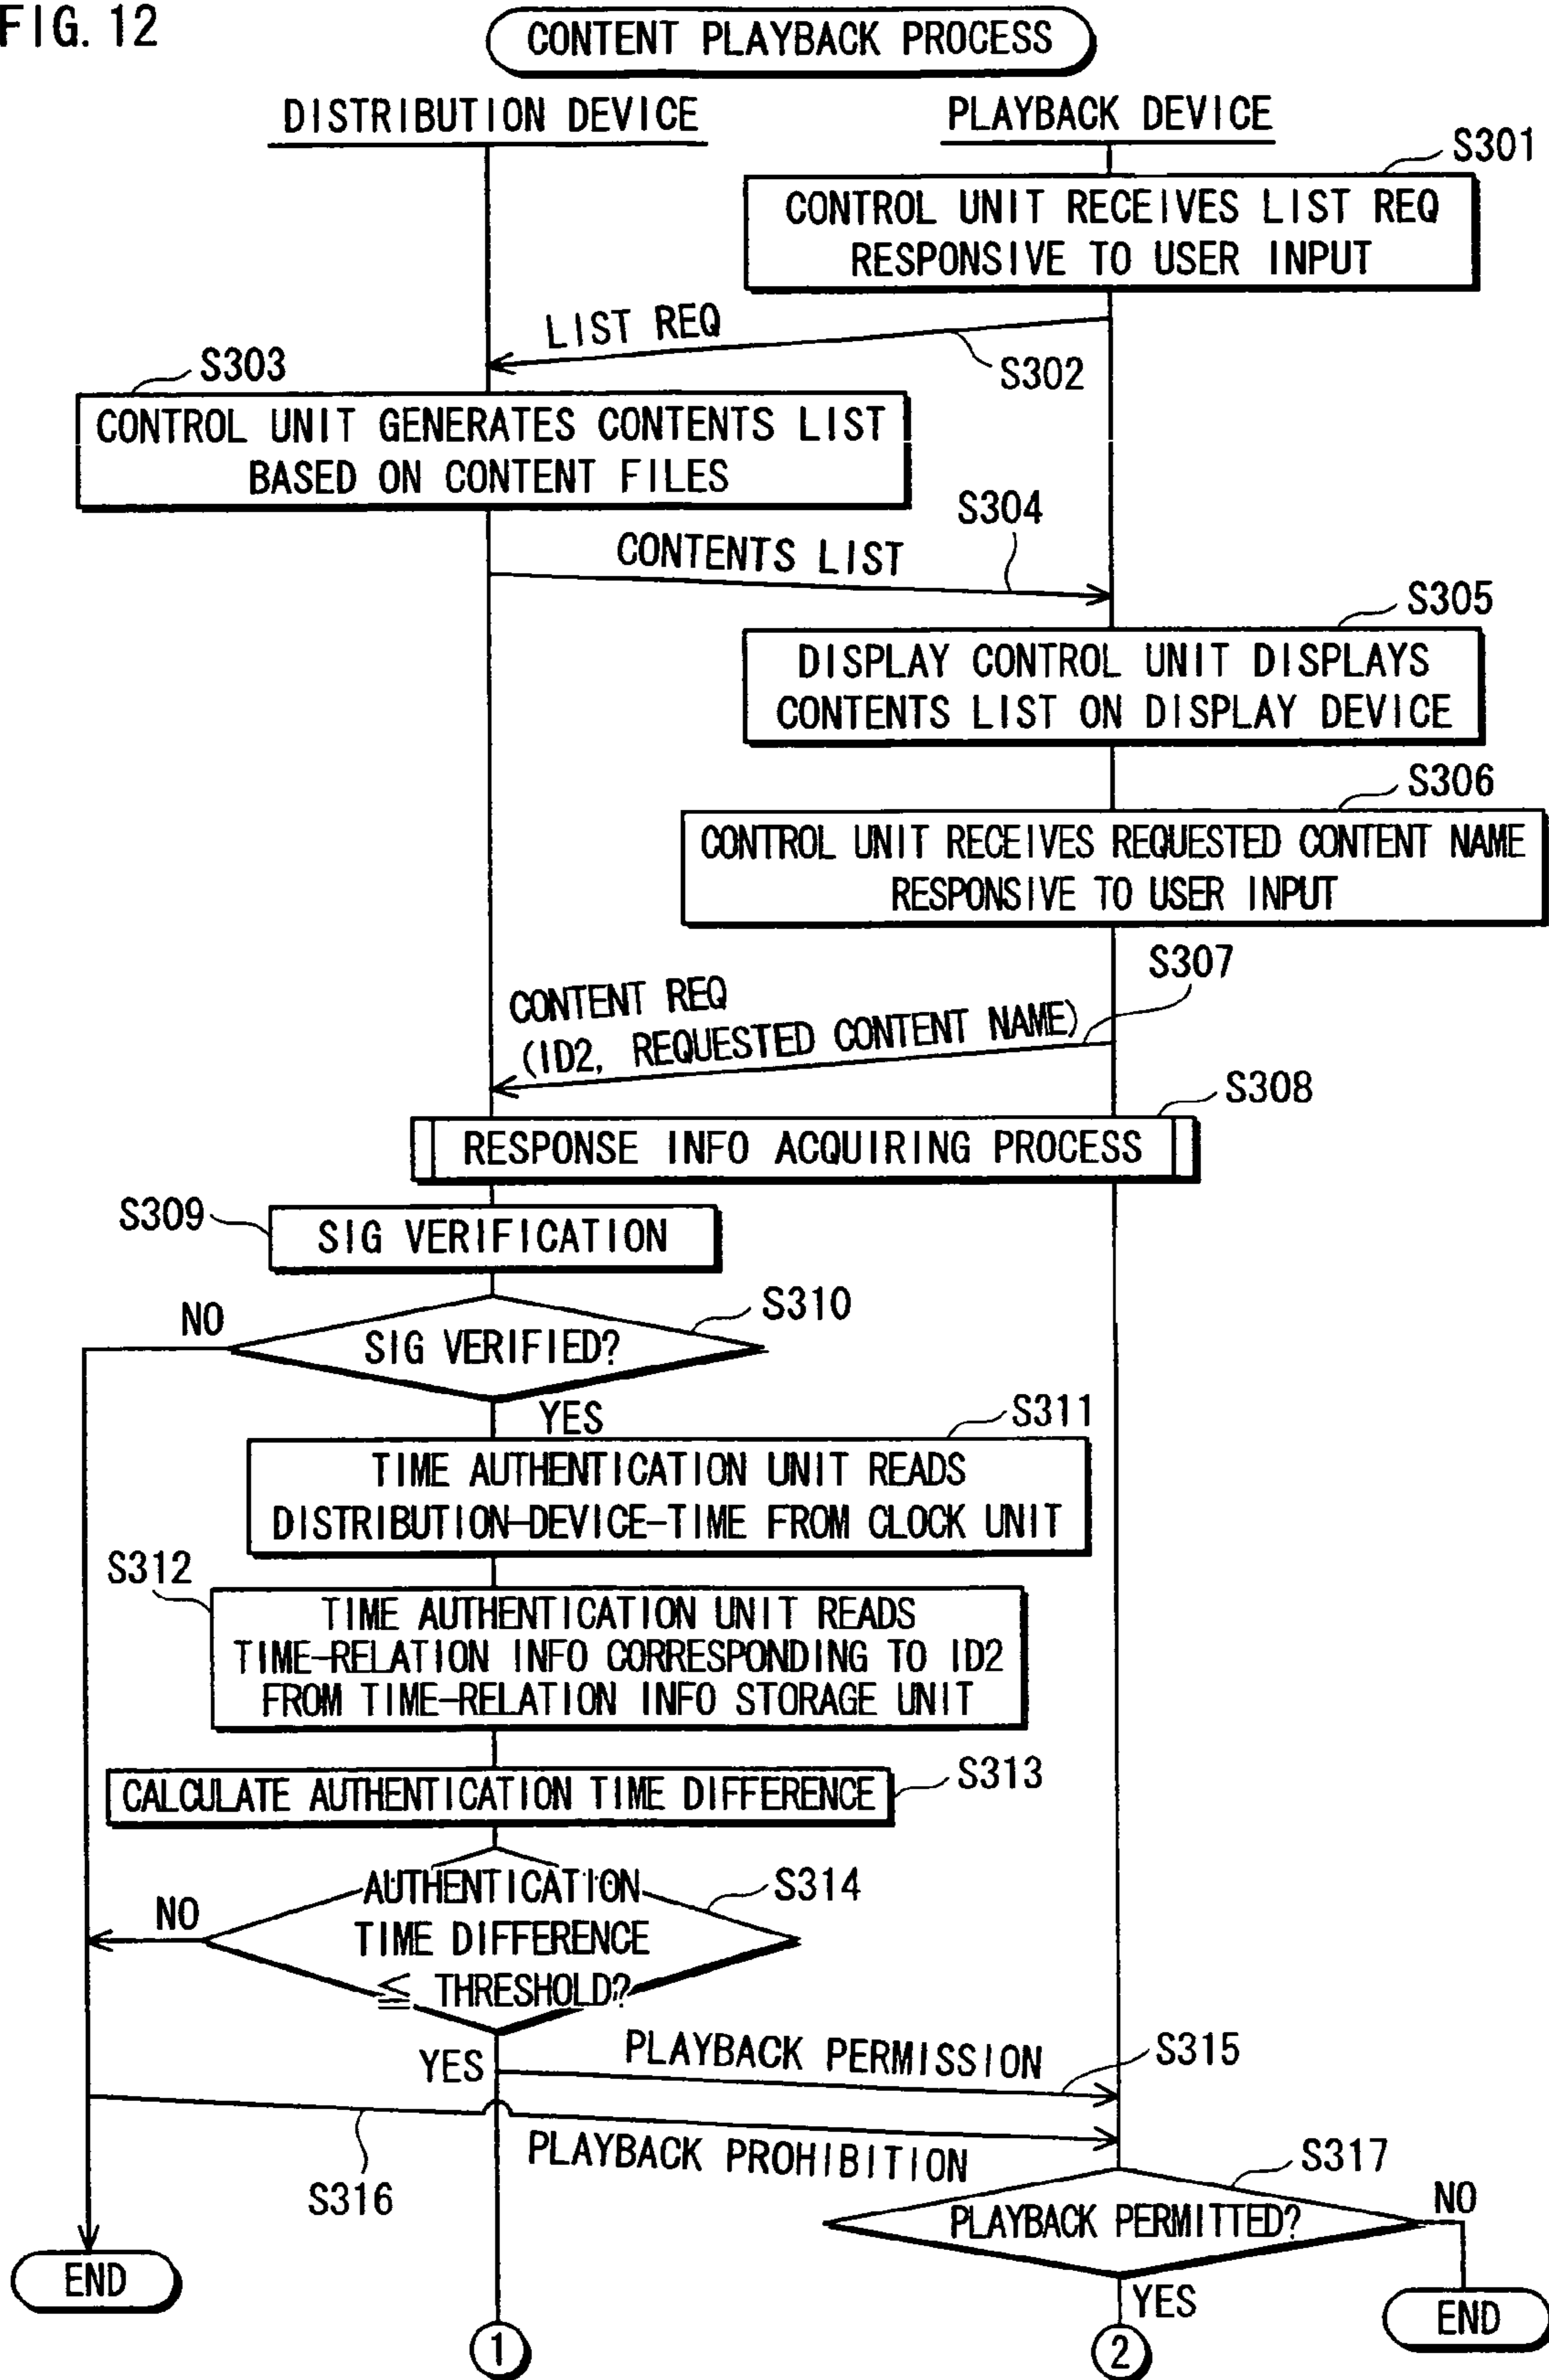 FIG. 12
CONTENT PLAYBACK PROCESS
DISTRIBUTION DEVICE
PLAYBACK DEVICE
S301
CONTROL UNIT RECEIVES LIST REQ
RESPONSIVE TO USER INPUT
LIST REQ
S302
S303
CONTROL UNIT GENERATES CONTENTS LIST
BASED ON CONTENT FILES
S304
CONTENTS LIST
S305
DISPLAY CONTROL UNIT DISPLAYS
CONTENTS LIST ON DISPLAY DEVICE
S306
CONTROL UNIT RECEIVES REQUESTED CONTENT NAME
RESPONSIVE TO USER INPUT
S307
CONTENT REQ
(ID2, REQUESTED CONTENT NAME)
S308
RESPONSE INFO ACQUIRING PROCESS
S309
SIG VERIFICATION
S310
NO
SIG VERIFIED?
YES
S311
TIME AUTHENTICATION UNIT READS
DISTRIBUTION-DEVICE-TIME FROM CLOCK UNIT
S312
TIME AUTHENTICATION UNIT READS
TIME-RELATION INFO CORRESPONDING TO ID2
FROM TIME-RELATION INFO STORAGE UNIT
S313
CALCULATE AUTHENTICATION TIME DIFFERENCE
S314
NO
AUTHENTICATION
TIME DIFFERENCE
≦ THRESHOLD?
YES
PLAYBACK PERMISSION
S315
PLAYBACK PROHIBITION
S316
S317
PLAYBACK PERMITTED?
NO
END
YES
END
1
2